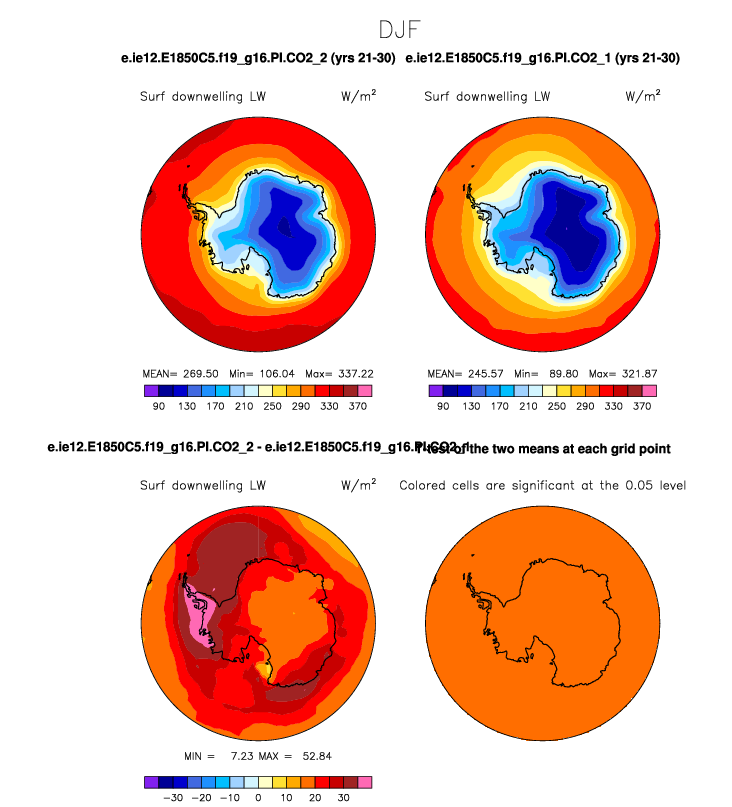 DJF
e.ie12.E1850C5.f19_g16.PI.CO2_2 (yrs 21-30) e.ie12.E1850C5.f19_g16.PI.CO2_1 (yrs 21-30)
Surf downwelling LW W/m² Surf downwelling LW W/m²
MEAN= 269.50 Min= 106.04 Max= 337.22 MEAN= 245.57 Min= 89.80 Max= 321.87
90 130 170 210 250 290 330 370 90 130 170 210 250 290 330 370
e.ie12.E1850C5.f19_g16.PI.CO2_2 - e.ie12.E1850C5.f19_g16.PI.CO2_1 T-test of the two means at each grid point
Surf downwelling LW W/m² Colored cells are significant at the 0.05 level
MIN = 7.23 MAX = 52.84
−30 −20 −10 0 10 20 30